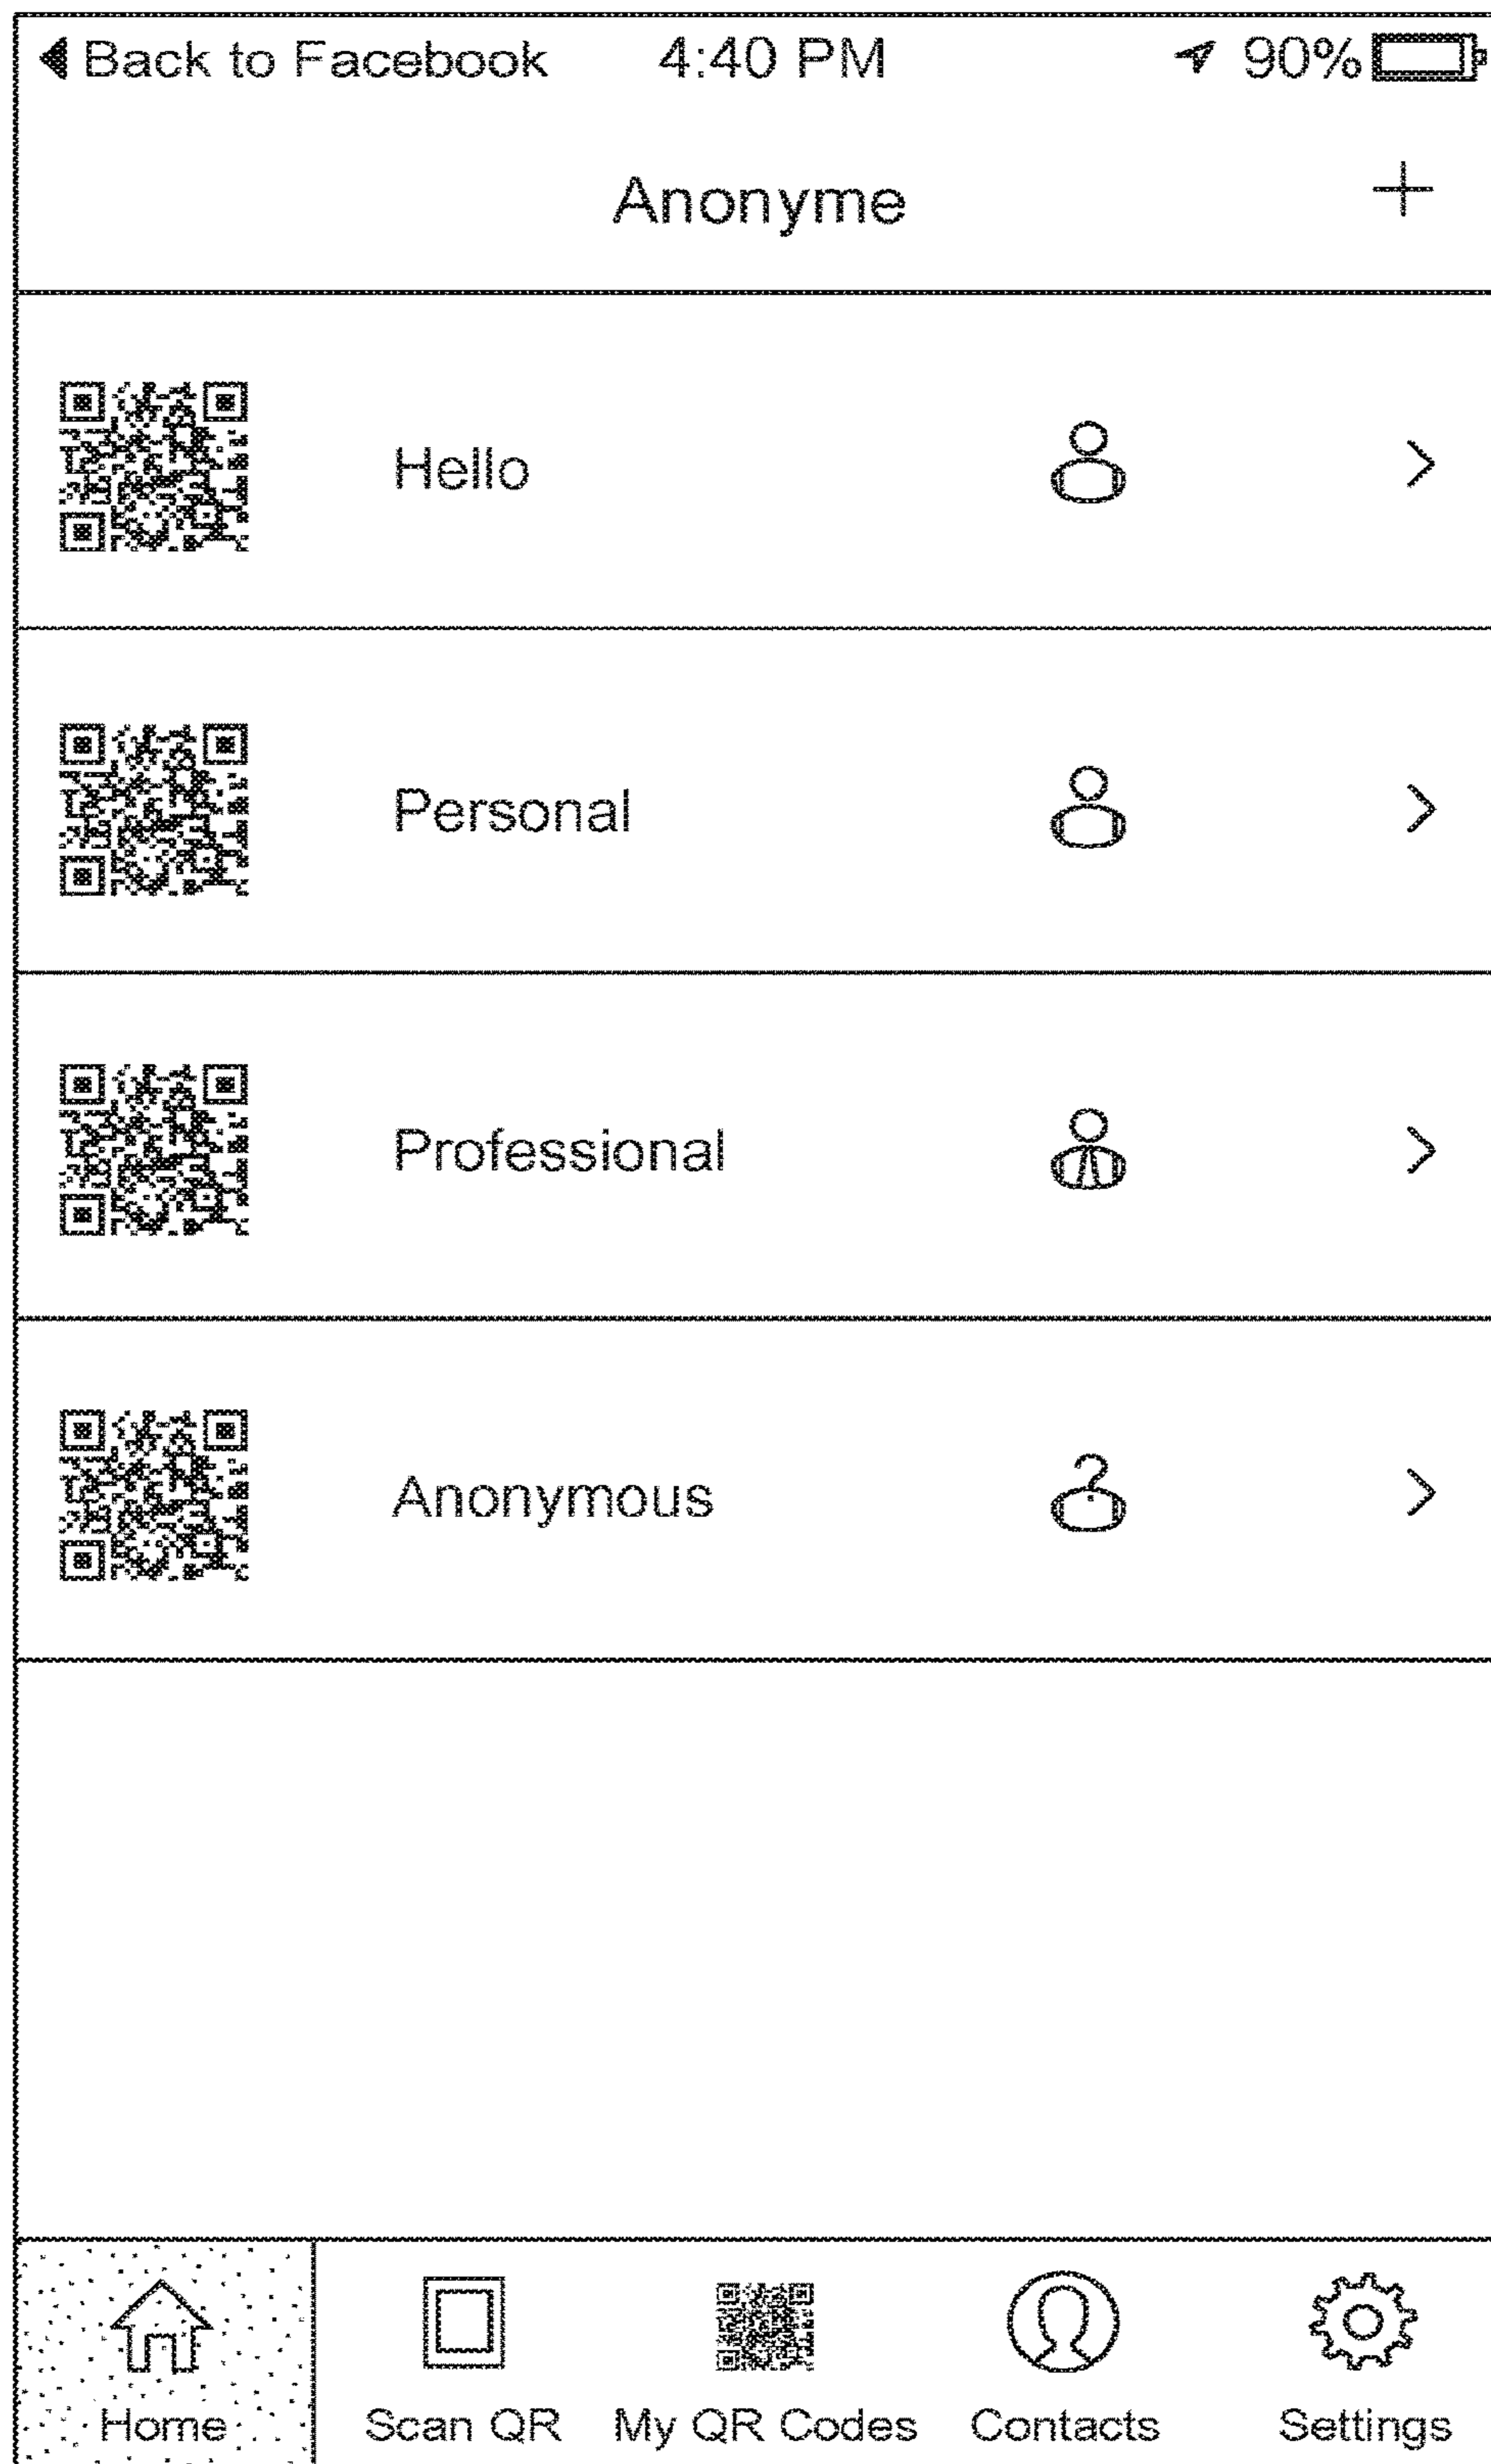 Back to Facebook 4:40 PM 90%
Anonyme +
Hello
Personal
Professional
Anonymous
Home Scan QR My QR Codes Contacts Settings